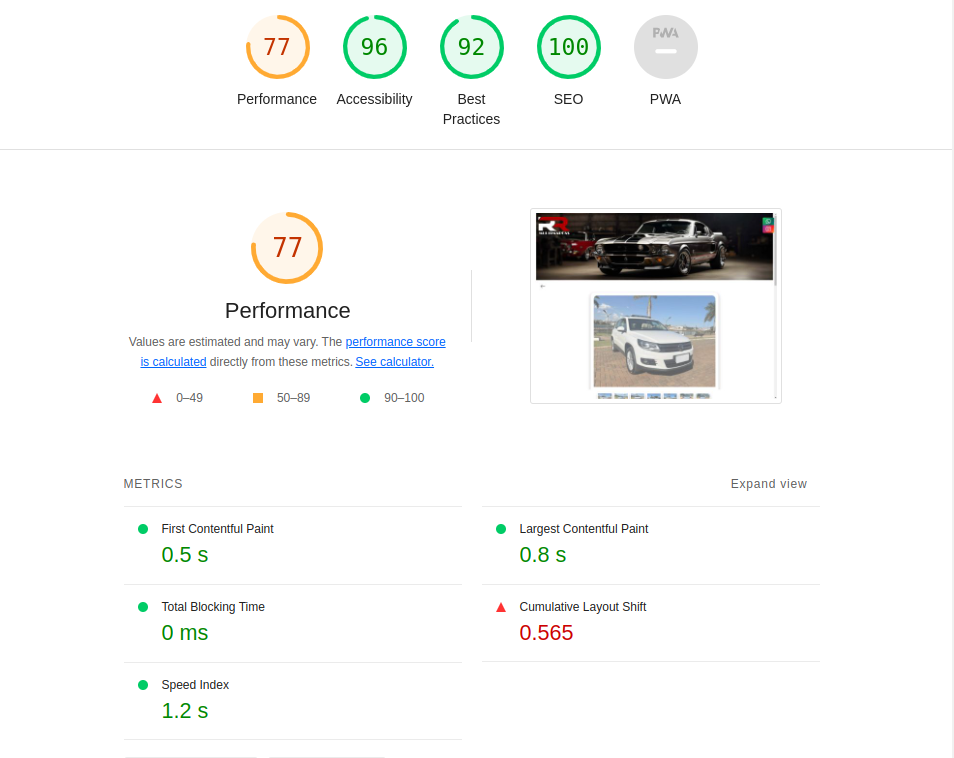 77
96
92
100
PWA
Performance
Accessibility
Best
Practices
SEO
PWA
77
Performance
Values are estimated and may vary. The performance score
is calculated directly from these metrics. See calculator.
0–49
50–89
90–100
RR
METRICS
Expand view
First Contentful Paint
0.5 s
Largest Contentful Paint
0.8 s
Total Blocking Time
0 ms
Cumulative Layout Shift
0.565
Speed Index
1.2 s